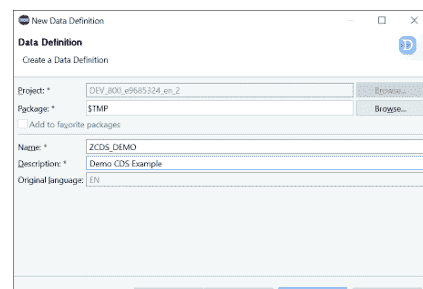 New Data Definition
Data Definition
Create a Data Definition
Project: * DEV_800_e9685324_en_2 Browse...
Package: * $TMP Browse...
Add to favorite packages
Name: * ZCDS_DEMO
Description: * Demo CDS Example
Original language: EN